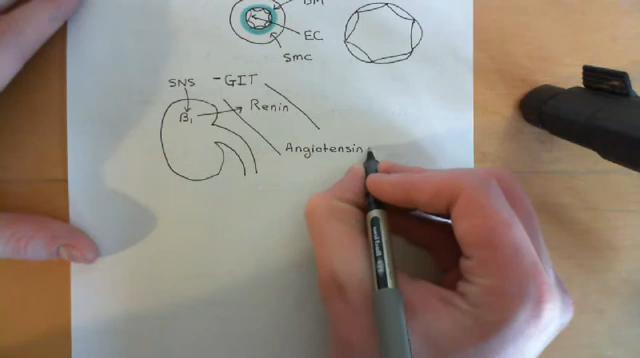 BM
EC
smc
SNS
-GIT
β₁
Renin
Angiotensin